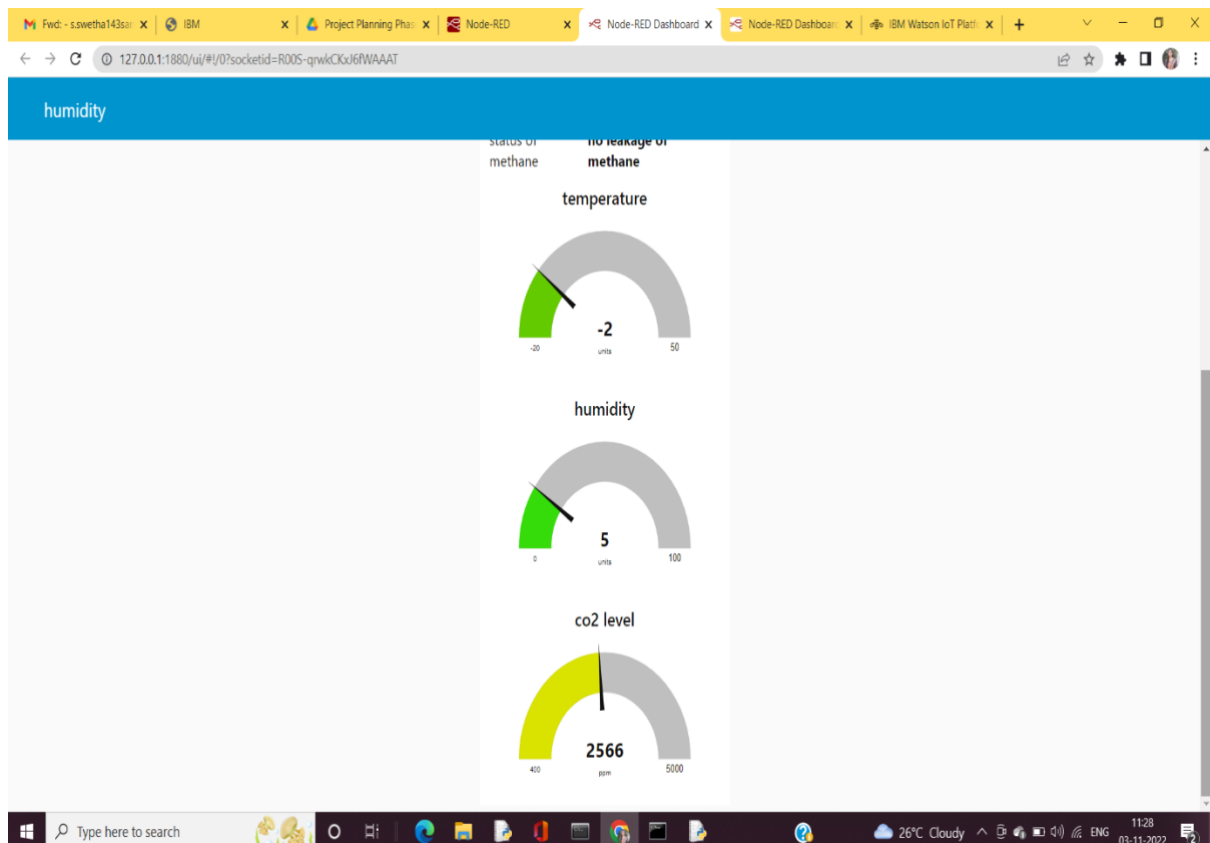 Fwd: - s.swetha143sar
IBM
Project Planning Phas
Node-RED
Node-RED Dashboard
Node-RED Dashboard
IBM Watson IoT Platf
127.0.0.1:1880/ui/#!/0?socketid=R00S-qrwkCKxJ6fWAAAT
humidity
status of no leakage of
methane methane
temperature
-2
-20 units 50
humidity
5
0 units 100
co2 level
2566
400 ppm 5000
Type here to search
26°C Cloudy ENG 11:28
03-11-2022
2